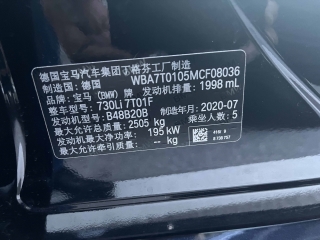 德国宝马汽车集团丁格芬工厂制造
制造国：德国 WBA7T0105MCF08036
品牌：宝马（BMW） 发动机排量：1998 mL
整车型号：730Li 7T01F
发动机型号：B48B20B 制造年月：2020-07
最大允许总质量：2505 kg 乘坐人数：5
发动机最大净功率：195 kW
最大允许牵引质量：-- kg